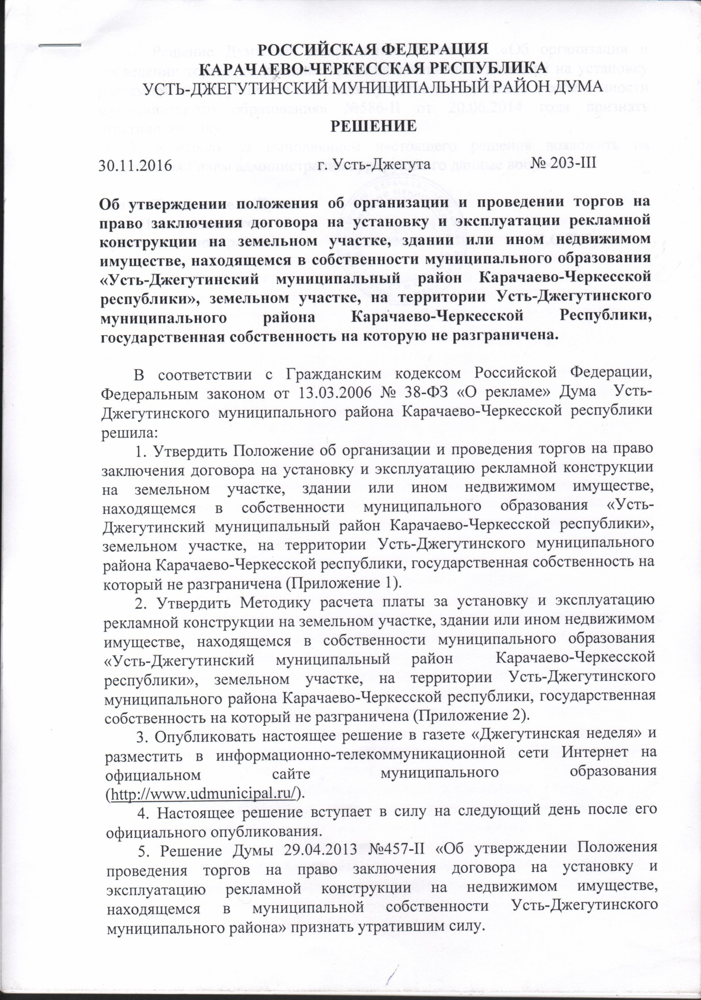 РОССИЙСКАЯ ФЕДЕРАЦИЯ
КАРАЧАЕВО-ЧЕРКЕССКАЯ РЕСПУБЛИКА
УСТЬ-ДЖЕГУТИНСКИЙ МУНИЦИПАЛЬНЫЙ РАЙОН ДУМА
РЕШЕНИЕ
30.11.2016 г. Усть-Джегута № 203-III
Об утверждении положения об организации и проведении торгов на
право заключения договора на установку и эксплуатации рекламной
конструкции на земельном участке, здании или ином недвижимом
имуществе, находящемся в собственности муниципального образования
«Усть-Джегутинский муниципальный район Карачаево-Черкесской
республики», земельном участке, на территории Усть-Джегутинского
муниципального района Карачаево-Черкесской Республики,
государственная собственность на которую не разграничена.
В соответствии с Гражданским кодексом Российской Федерации,
Федеральным законом от 13.03.2006 № 38-ФЗ «О рекламе» Дума Усть-
Джегутинского муниципального района Карачаево-Черкесской республики
решила:
1. Утвердить Положение об организации и проведения торгов на право
заключения договора на установку и эксплуатацию рекламной конструкции
на земельном участке, здании или ином недвижимом имуществе,
находящемся в собственности муниципального образования «Усть-
Джегутинский муниципальный район Карачаево-Черкесской республики»,
земельном участке, на территории Усть-Джегутинского муниципального
района Карачаево-Черкесской республики, государственная собственность на
который не разграничена (Приложение 1).
2. Утвердить Методику расчета платы за установку и эксплуатацию
рекламной конструкции на земельном участке, здании или ином недвижимом
имуществе, находящемся в собственности муниципального образования
«Усть-Джегутинский муниципальный район Карачаево-Черкесской
республики», земельном участке, на территории Усть-Джегутинского
муниципального района Карачаево-Черкесской республики, государственная
собственность на который не разграничена (Приложение 2).
3. Опубликовать настоящее решение в газете «Джегутинская неделя» и
разместить в информационно-телекоммуникационной сети Интернет на
официальном сайте муниципального образования
(http://www.udmunicipal.ru/).
4. Настоящее решение вступает в силу на следующий день после его
официального опубликования.
5. Решение Думы 29.04.2013 №457-II «Об утверждении Положения
проведения торгов на право заключения договора на установку и
эксплуатацию рекламной конструкции на недвижимом имуществе,
находящемся в муниципальной собственности Усть-Джегутинского
муниципального района» признать утратившим силу.